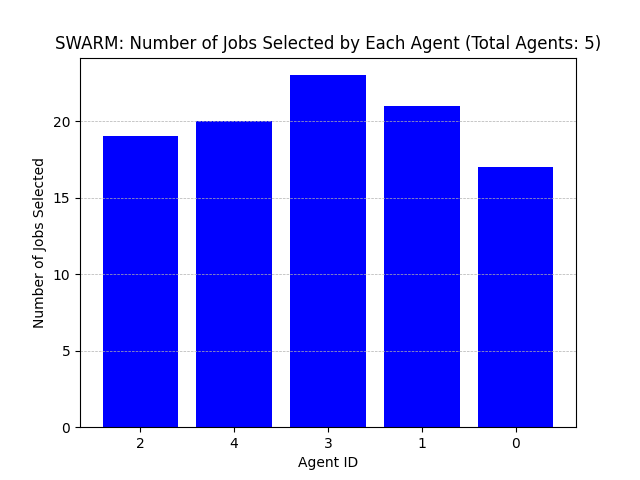 SWARM: Number of Jobs Selected by Each Agent (Total Agents: 5)
Number of Jobs Selected
20
15
10
5
0
2 4 3 1 0
Agent ID